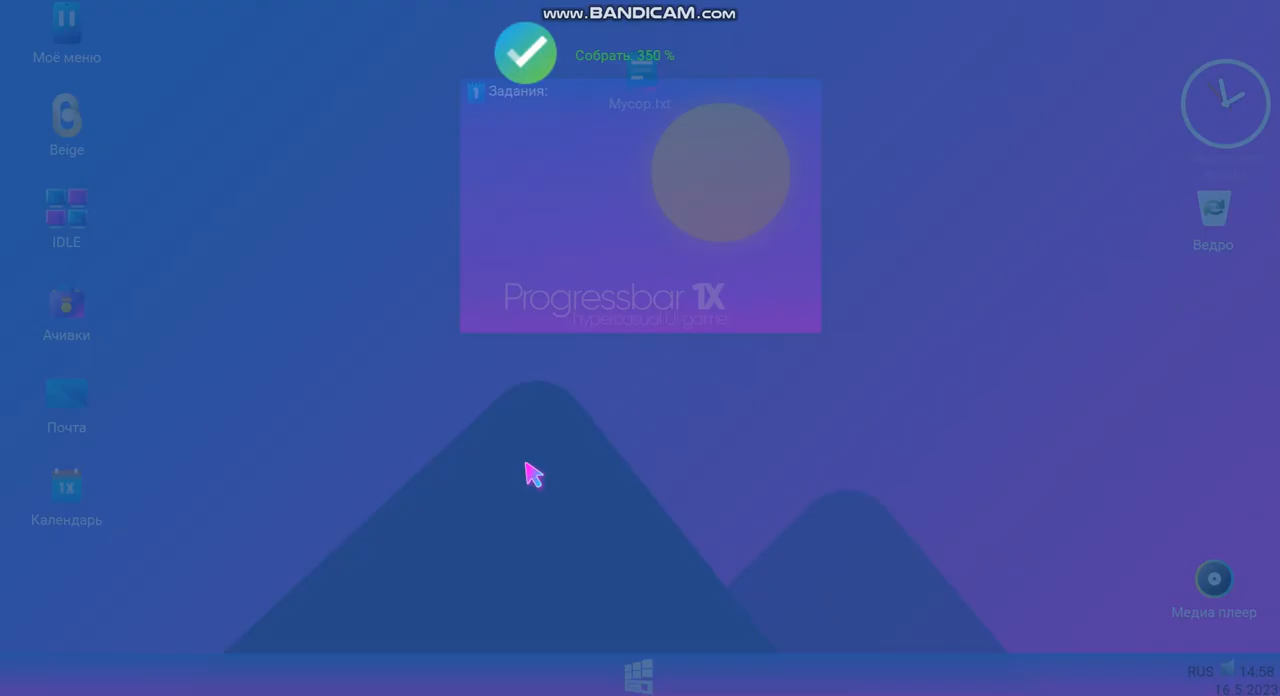 www.BANDICAM.com
Моё меню
Собрать: 350 %
Задания:
Мусор.txt
Beige
IDLE
Ведро
Progressbar 1X
hypercasual UI game
Ачивки
Почта
1X
Календарь
Медиа плеер
RUS 14:58
16.5.2023